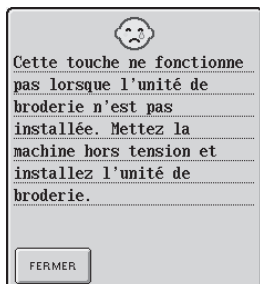 Cette touche ne fonctionne
pas lorsque l'unité de
broderie n'est pas
installée. Mettez la
machine hors tension et
installez l'unité de
broderie.
FERMER